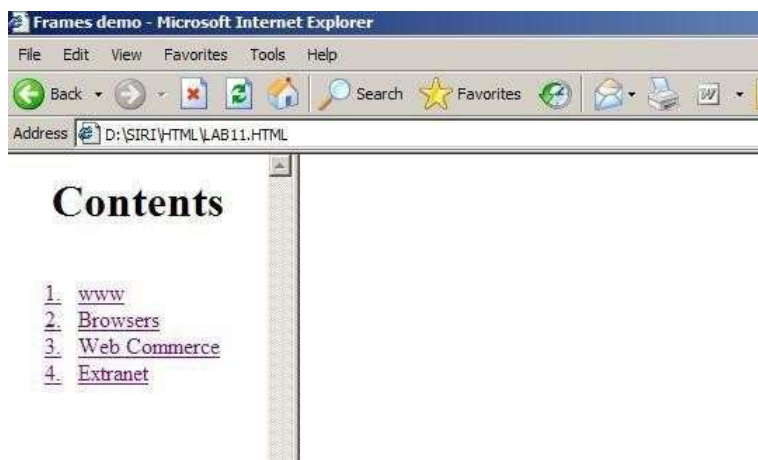 Frames demo - Microsoft Internet Explorer
File Edit View Favorites Tools Help
Back Search Favorites W
Address D:\SIRI\HTML\LAB11.HTML
Contents
1. www
2. Browsers
3. Web Commerce
4. Extranet